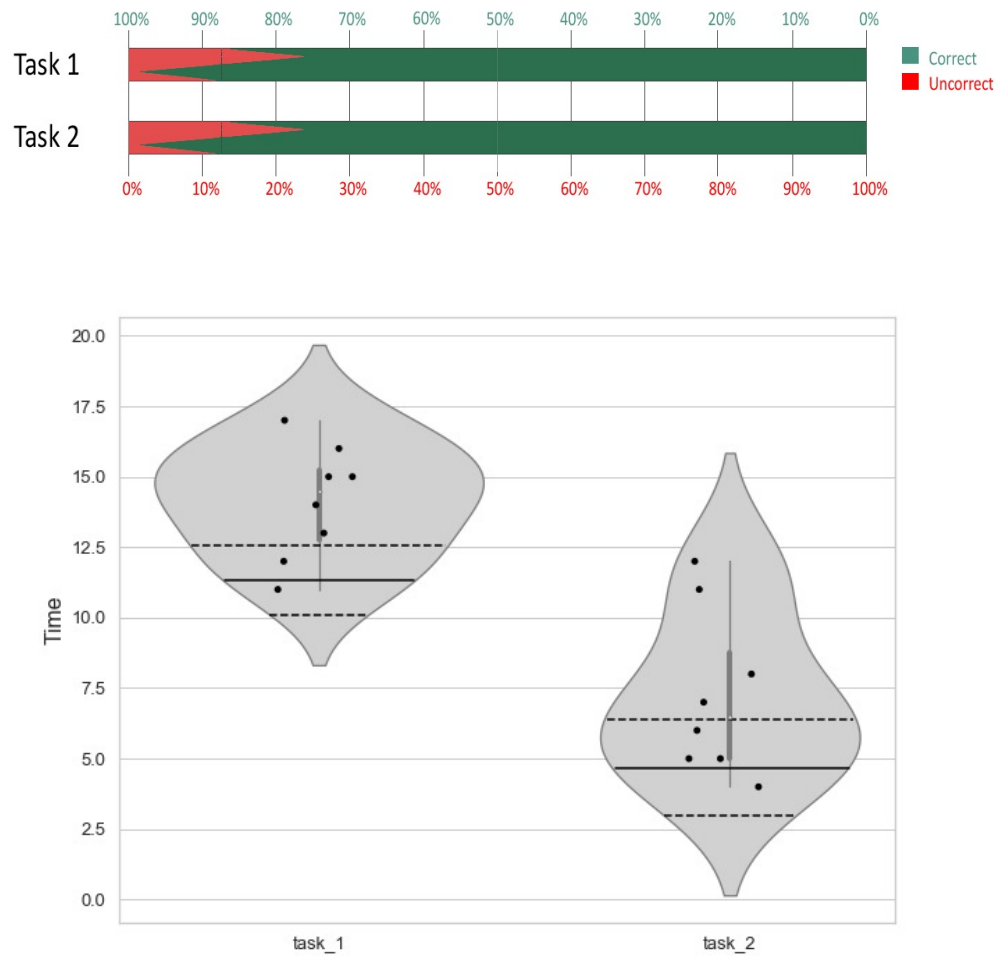 100% 90% 80% 70% 60% 50% 40% 30% 20% 10% 0%
Task 1
Correct
Uncorrect
Task 2
0% 10% 20% 30% 40% 50% 60% 70% 80% 90% 100%
20.0
17.5
15.0
12.5
10.0
7.5
5.0
2.5
0.0
Time
task_1 task_2